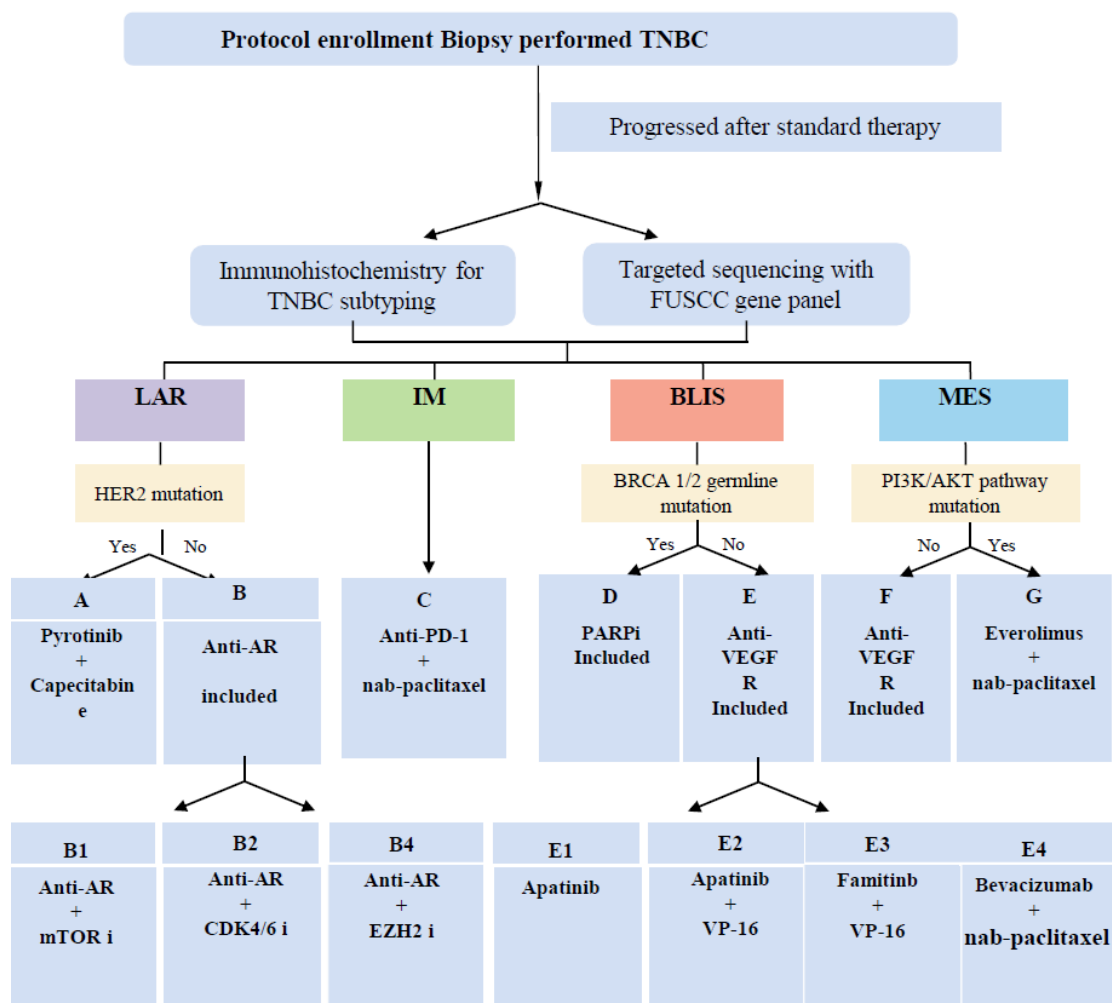 Protocol enrollment Biopsy performed TNBC
Progressed after standard therapy
Immunohistochemistry for
TNBC subtyping
Targeted sequencing with
FUSCC gene panel
LAR
IM
BLIS
MES
HER2 mutation
BRCA 1/2 germline
mutation
PI3K/AKT pathway
mutation
Yes
No
Yes
No
No
Yes
A
Pyrotinib
+
Capecitabin
e
B
Anti-AR
included
C
Anti-PD-1
+
nab-paclitaxel
D
PARPi
Included
E
Anti-
VEGF
R
Included
F
Anti-
VEGF
R
Included
G
Everolimus
+
nab-paclitaxel
B1
Anti-AR
+
mTOR i
B2
Anti-AR
+
CDK4/6 i
B4
Anti-AR
+
EZH2 i
E1
Apatinib
E2
Apatinib
+
VP-16
E3
Famitinb
+
VP-16
E4
Bevacizumab
+
nab-paclitaxel